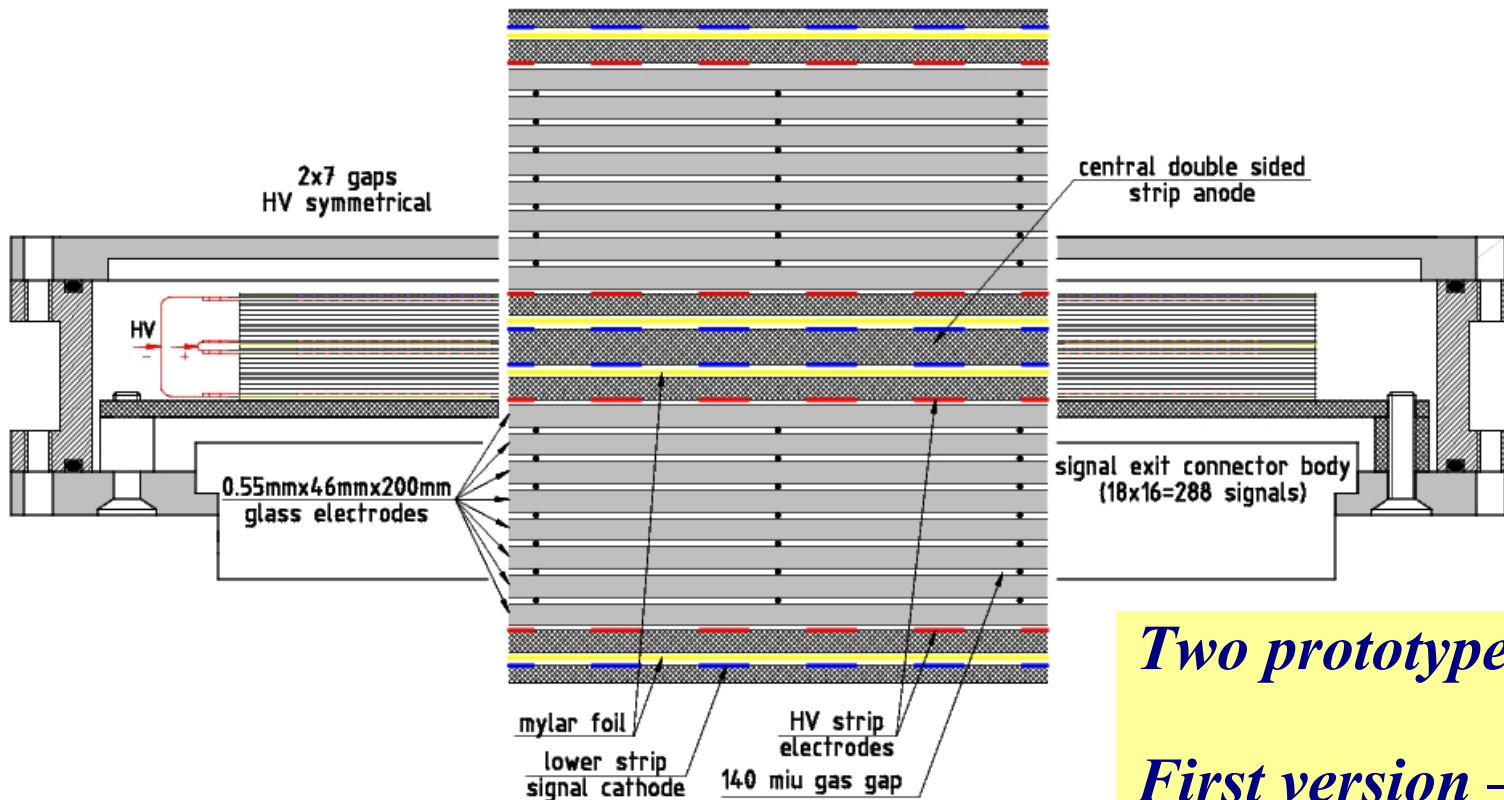 2x7 gaps
HV symmetrical
central double sided
strip anode
HV
-
+
0.55mmx46mmx200mm
glass electrodes
signal exit connector body
(18x16=288 signals)
mylar foil
lower strip
signal cathode
HV strip
electrodes
140 miu gas gap
Two prototype
First version –